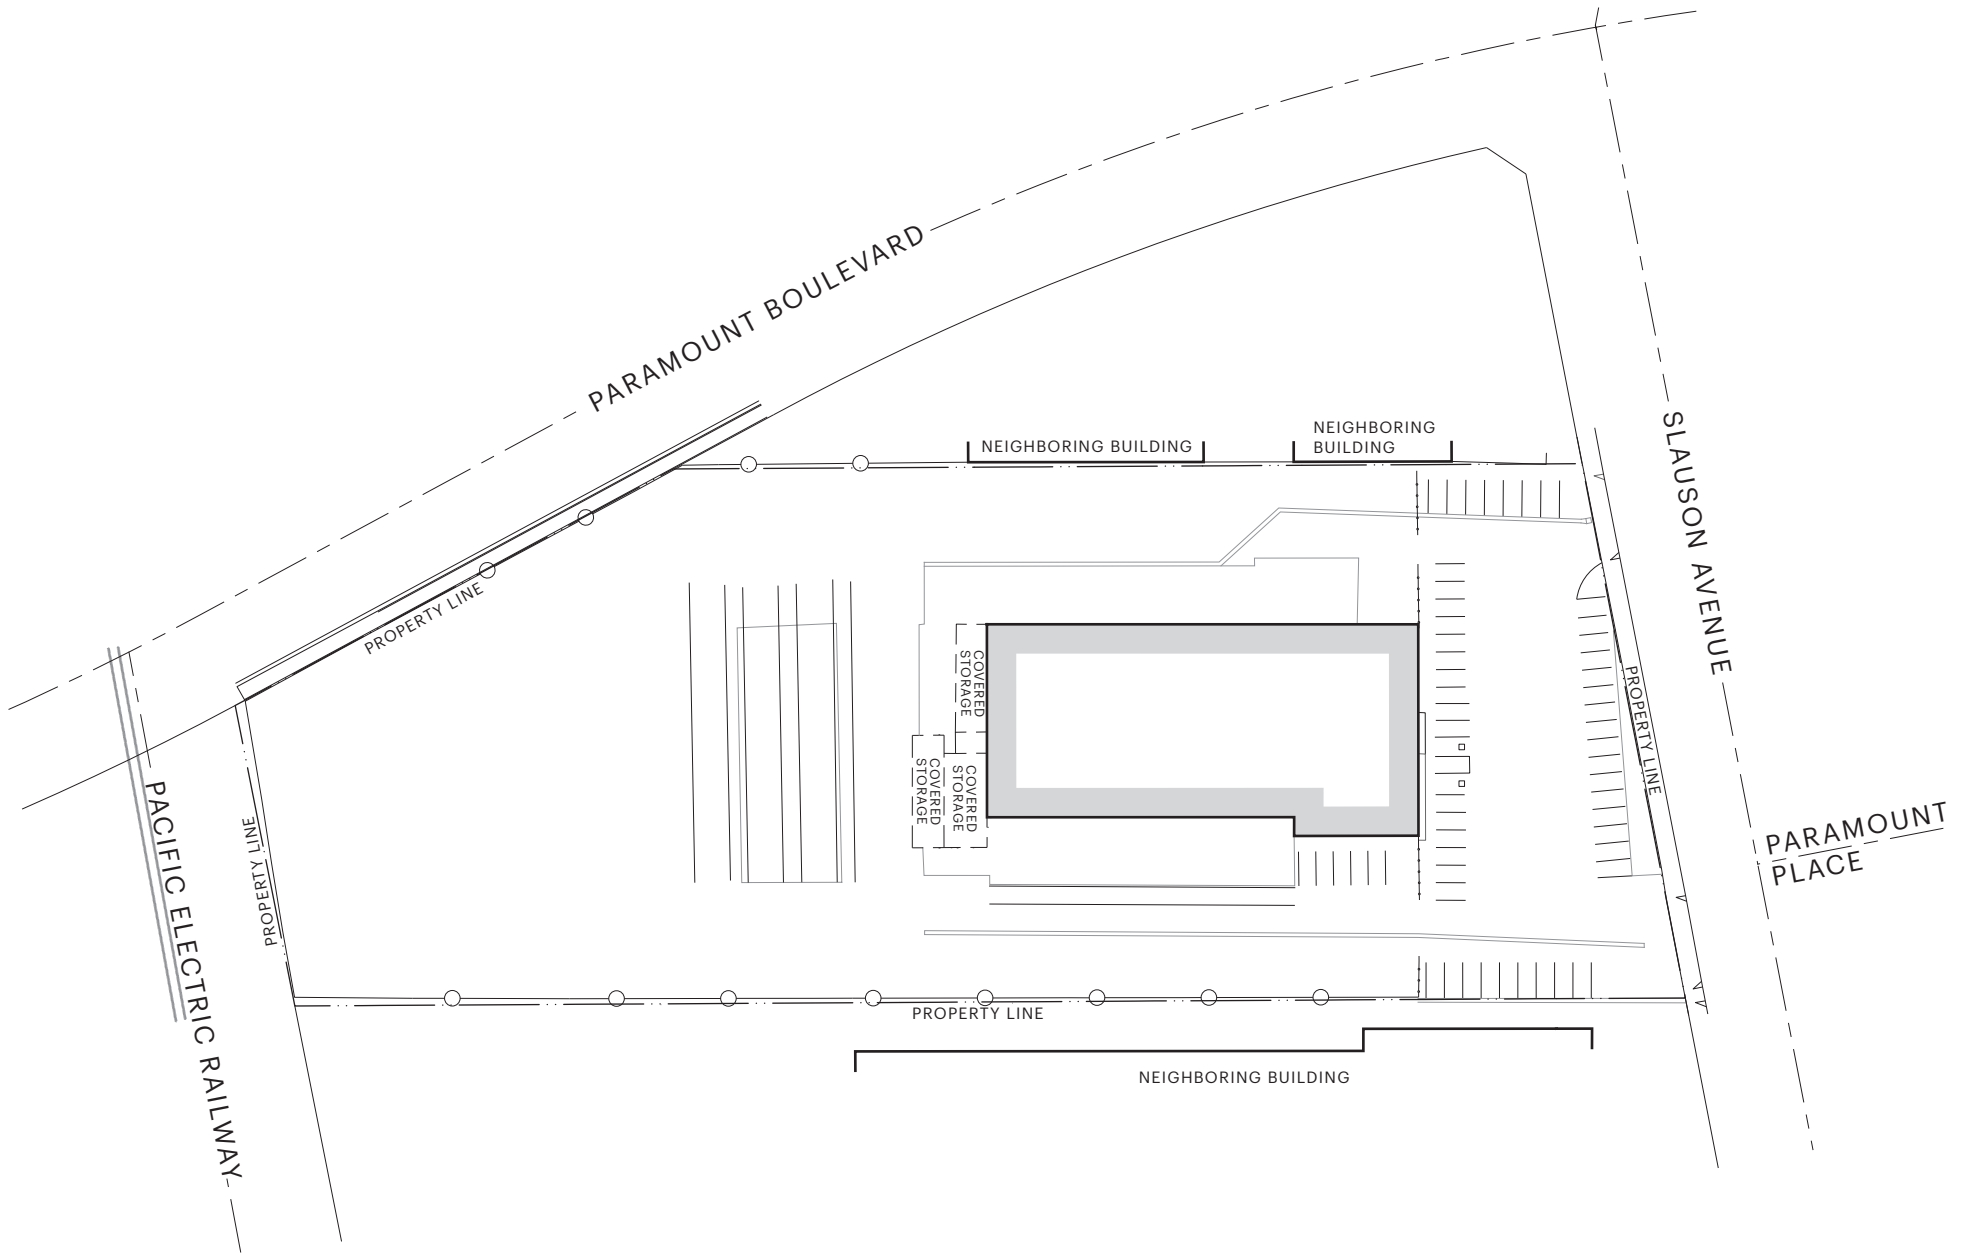 PARAMOUNT BOULEVARD
NEIGHBORING
BUILDING
NEIGHBORING BUILDING
SLAUSON AVENUE
PROPERTY LINE
COVERED
STORAGE
PROPERTY LINE
COVERED
STORAGE
COVERED
STORAGE
PACIFIC ELECTRIC RAILWAY
PROPERTY LINE
PARAMOUNT
PLACE
PROPERTY LINE
NEIGHBORING BUILDING